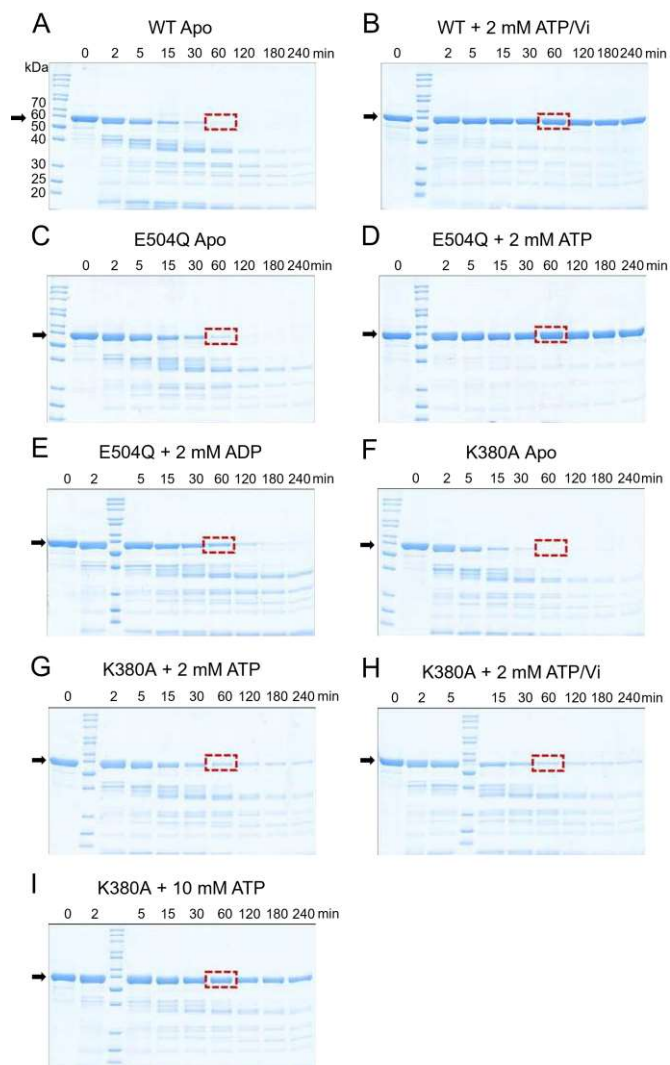 A
WT Apo
0 2 5 15 30 60 120 180 240 min
kDa
70
60
50
40
30
25
20
B
WT + 2 mM ATP/Vi
0 2 5 15 30 60 120 180 240 min
C
E504Q Apo
0 2 5 15 30 60 120 180 240 min
D
E504Q + 2 mM ATP
0 2 5 15 30 60 120 180 240 min
E
E504Q + 2 mM ADP
0 2 5 15 30 60 120 180 240 min
F
K380A Apo
0 2 5 15 30 60 120 180 240 min
G
K380A + 2 mM ATP
0 2 5 15 30 60 120 180 240 min
H
K380A + 2 mM ATP/Vi
0 2 5 15 30 60 120 180 240 min
I
K380A + 10 mM ATP
0 2 5 15 30 60 120 180 240 min